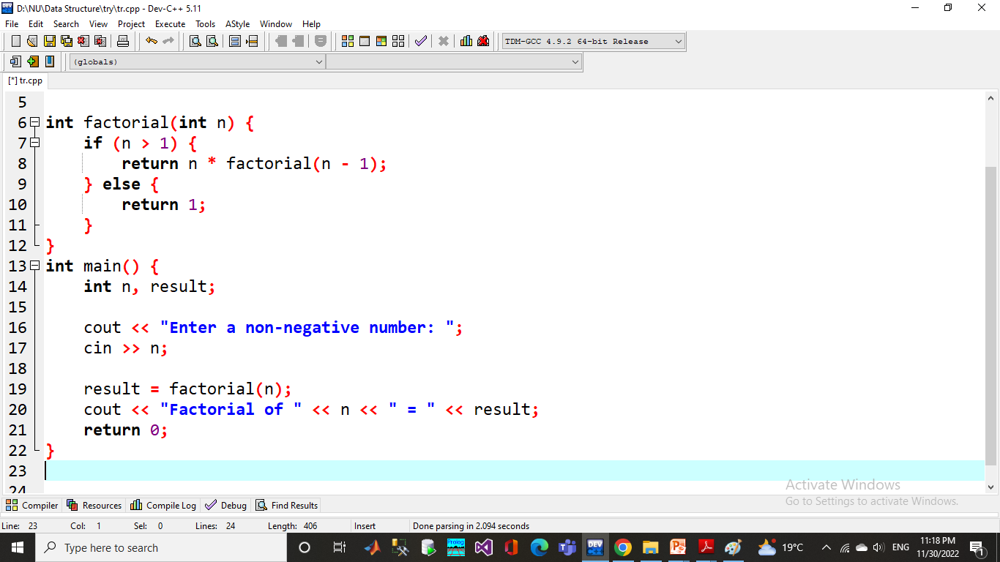 D:\NU\Data Structure\try\tr.cpp - Dev-C++ 5.11
File Edit Search View Project Execute Tools AStyle Window Help
TDM-GCC 4.9.2 64-bit Release
(globals)
[*] tr.cpp
5
6 int factorial(int n) {
7     if (n > 1) {
8         return n * factorial(n - 1);
9     } else {
10         return 1;
11     }
12 }
13 int main() {
14     int n, result;
15
16     cout << "Enter a non-negative number: ";
17     cin >> n;
18
19     result = factorial(n);
20     cout << "Factorial of " << n << " = " << result;
21     return 0;
22 }
23
24
Activate Windows
Go to Settings to activate Windows.
Compiler Resources Compile Log Debug Find Results
Line: 23 Col: 1 Sel: 0 Lines: 24 Length: 406 Insert Done parsing in 2.094 seconds
Type here to search
DEV
Prolog
19°C
ENG
11:18 PM
11/30/2022
1